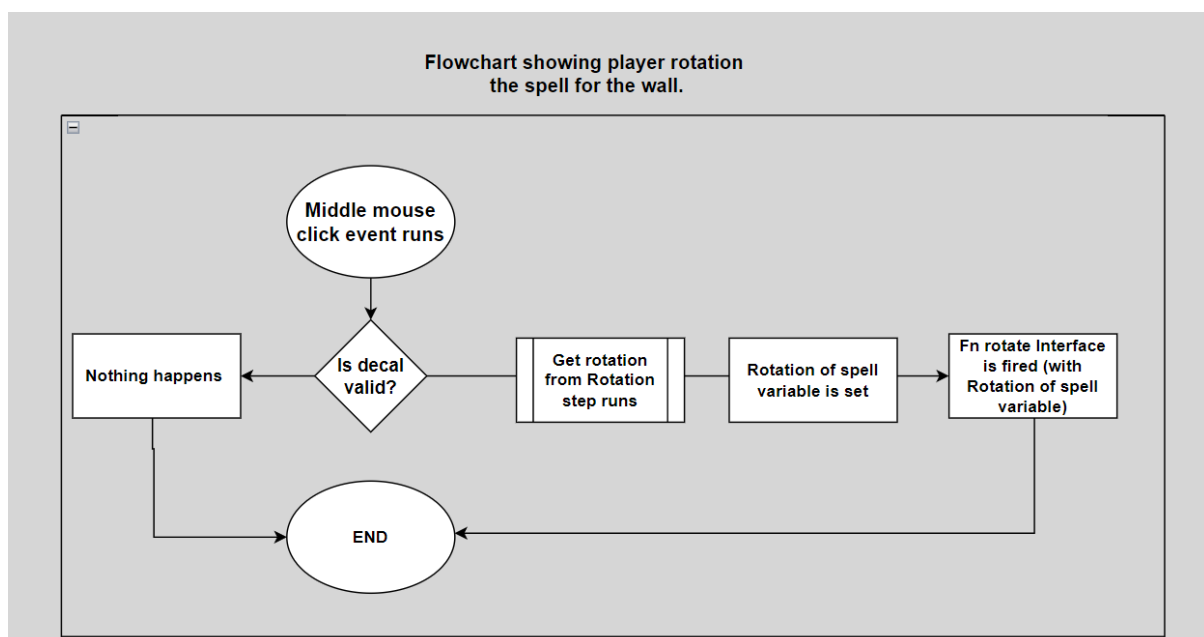 Flowchart showing player rotation
the spell for the wall.
Middle mouse
click event runs
Nothing happens
Is decal
valid?
Get rotation
from Rotation
step runs
Rotation of spell
variable is set
Fn rotate Interface
is fired (with
Rotation of spell
variable)
END